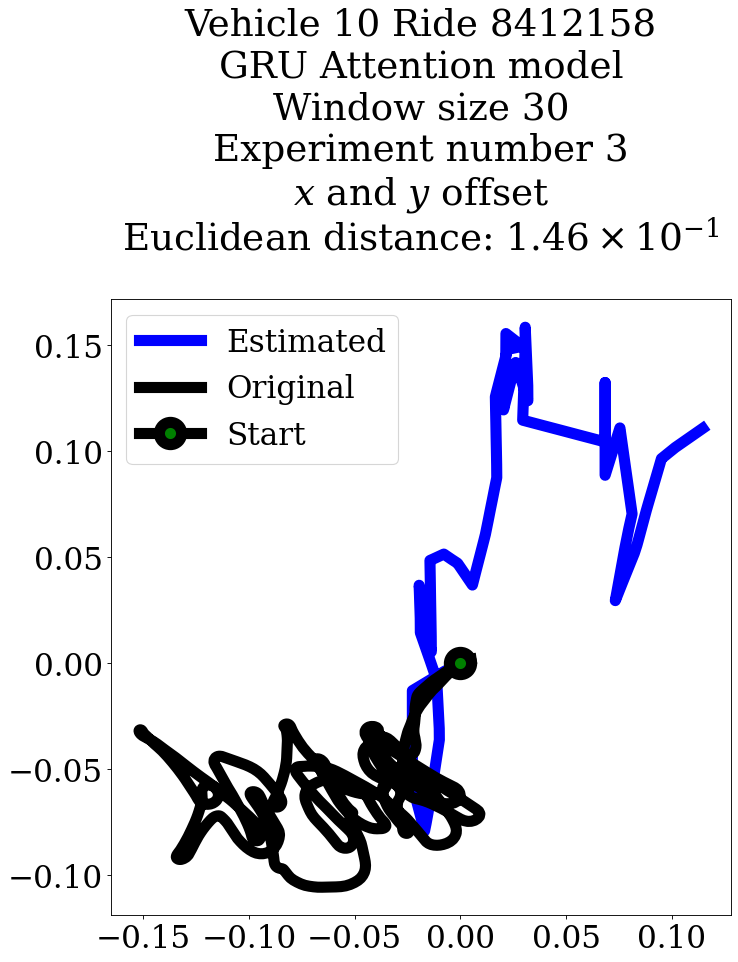 Vehicle 10 Ride 8412158
GRU Attention model
Window size 30
Experiment number 3
x and y offset
Euclidean distance: 1.46 × 10⁻¹
Estimated
Original
Start
0.15
0.10
0.05
0.00
−0.05
−0.10
−0.15 −0.10 −0.05 0.00 0.05 0.10